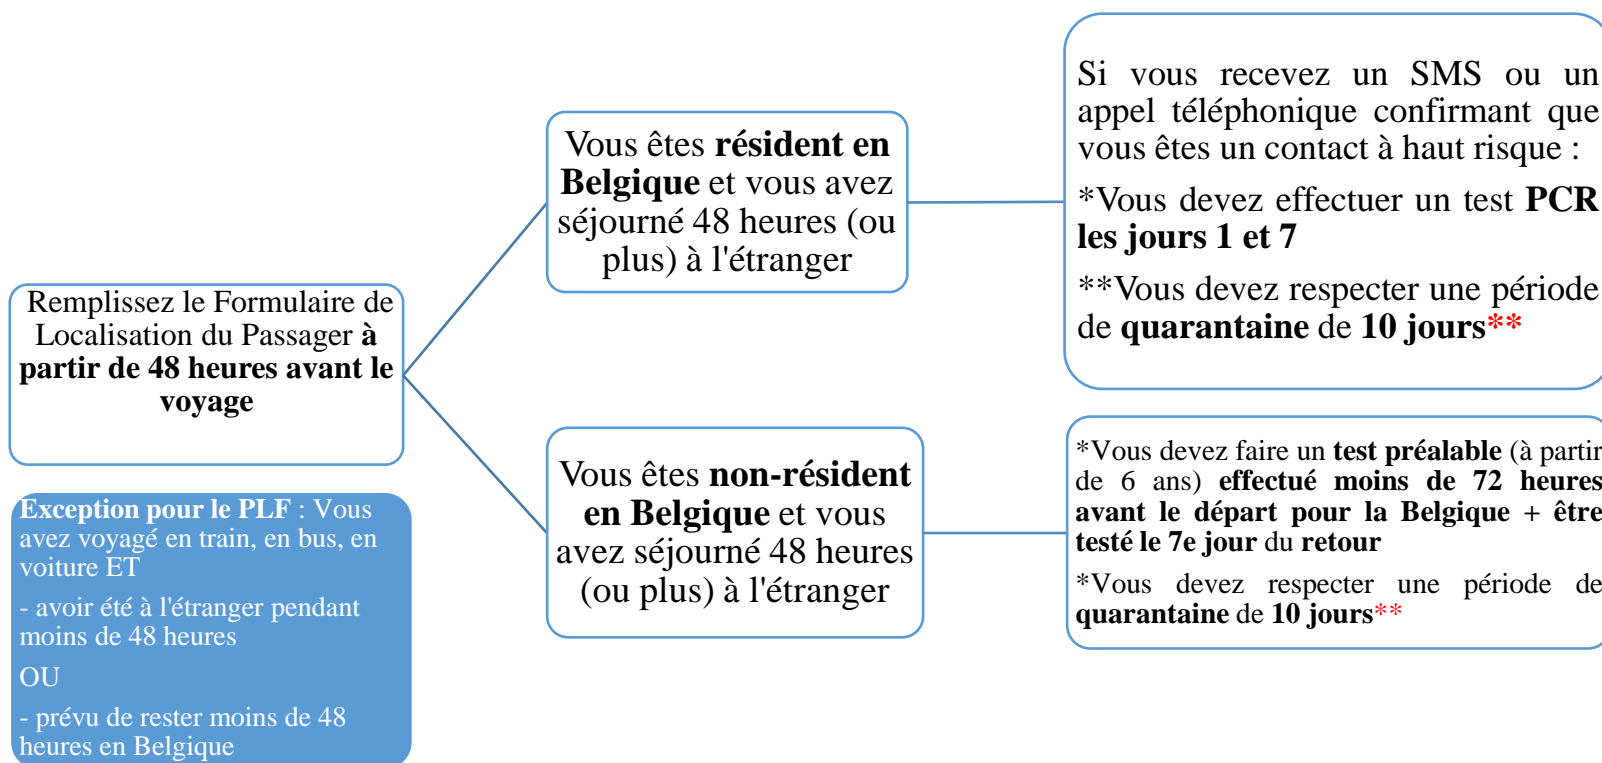 Remplissez le Formulaire de
Localisation du Passager à
partir de 48 heures avant le
voyage
Exception pour le PLF : Vous
avez voyagé en train, en bus, en
voiture ET
- avoir été à l'étranger pendant
moins de 48 heures
OU
- prévu de rester moins de 48
heures en Belgique
Vous êtes résident en
Belgique et vous avez
séjourné 48 heures (ou
plus) à l'étranger
Vous êtes non-résident
en Belgique et vous
avez séjourné 48 heures
(ou plus) à l'étranger
Si vous recevez un SMS ou un
appel téléphonique confirmant que
vous êtes un contact à haut risque :
*Vous devez effectuer un test PCR
les jours 1 et 7
**Vous devez respecter une période
de quarantaine de 10 jours**
*Vous devez faire un test préalable (à partir
de 6 ans) effectué moins de 72 heures
avant le départ pour la Belgique + être
testé le 7e jour du retour
*Vous devez respecter une période de
quarantaine de 10 jours**